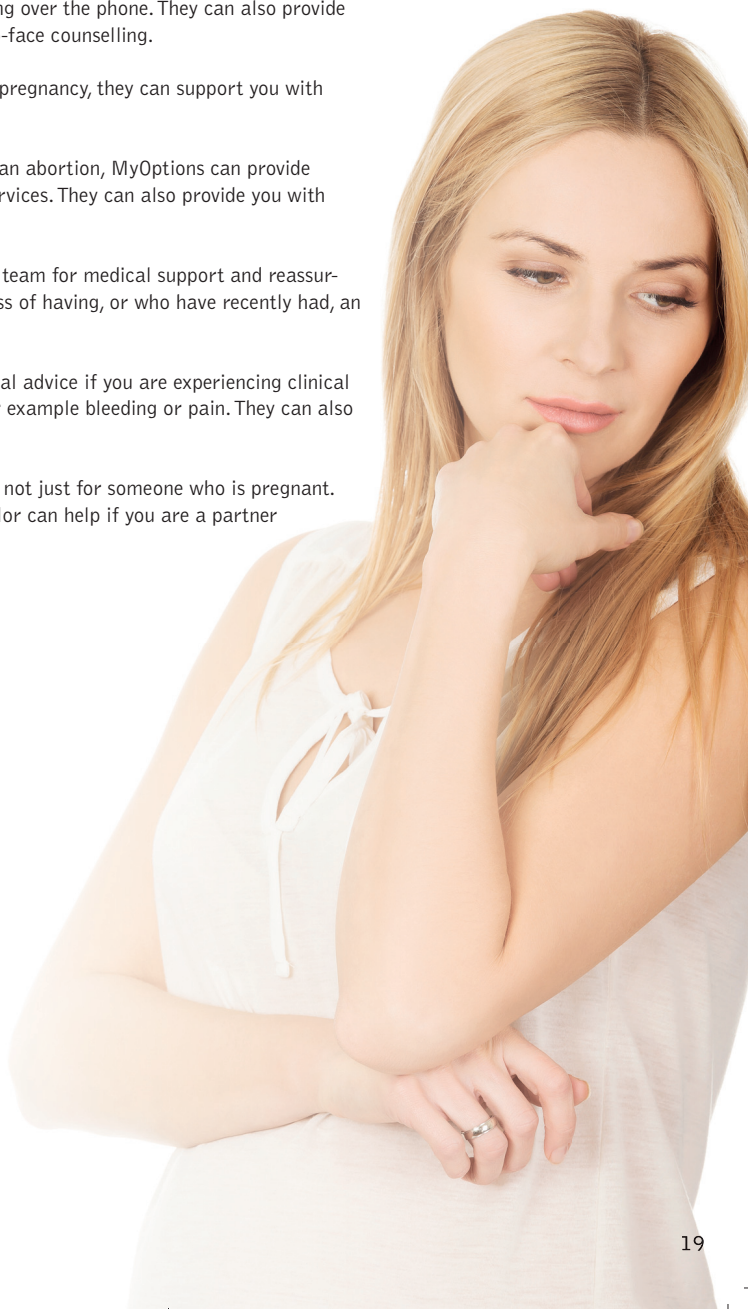 over the phone. They can also provide
-face counselling.
pregnancy, they can support you with
an abortion, MyOptions can provide
rvices. They can also provide you with
team for medical support and reassur-
ss of having, or who have recently had, an
al advice if you are experiencing clinical
example bleeding or pain. They can also
not just for someone who is pregnant.
lor can help if you are a partner
19